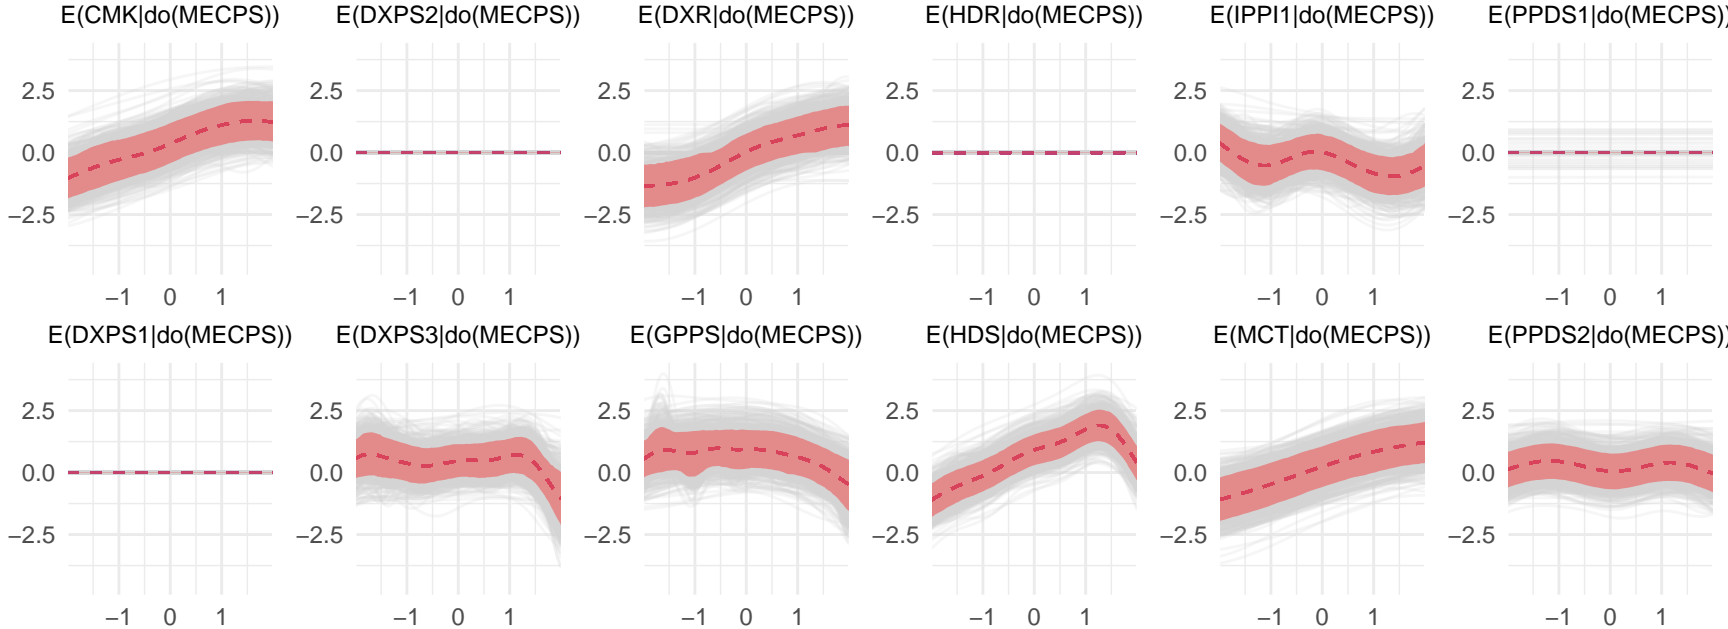 E(CMK|do(MECPS)) E(DXPS2|do(MECPS)) E(DXR|do(MECPS)) E(HDR|do(MECPS)) E(IPPI1|do(MECPS)) E(PPDS1|do(MECPS))
2.5 2.5 2.5 2.5 2.5 2.5
0.0 0.0 0.0 0.0 0.0 0.0
−2.5 −2.5 −2.5 −2.5 −2.5 −2.5
−1 0 1 −1 0 1 −1 0 1 −1 0 1 −1 0 1 −1 0 1
E(DXPS1|do(MECPS)) E(DXPS3|do(MECPS)) E(GPPS|do(MECPS)) E(HDS|do(MECPS)) E(MCT|do(MECPS)) E(PPDS2|do(MECPS))
2.5 2.5 2.5 2.5 2.5 2.5
0.0 0.0 0.0 0.0 0.0 0.0
−2.5 −2.5 −2.5 −2.5 −2.5 −2.5
−1 0 1 −1 0 1 −1 0 1 −1 0 1 −1 0 1 −1 0 1